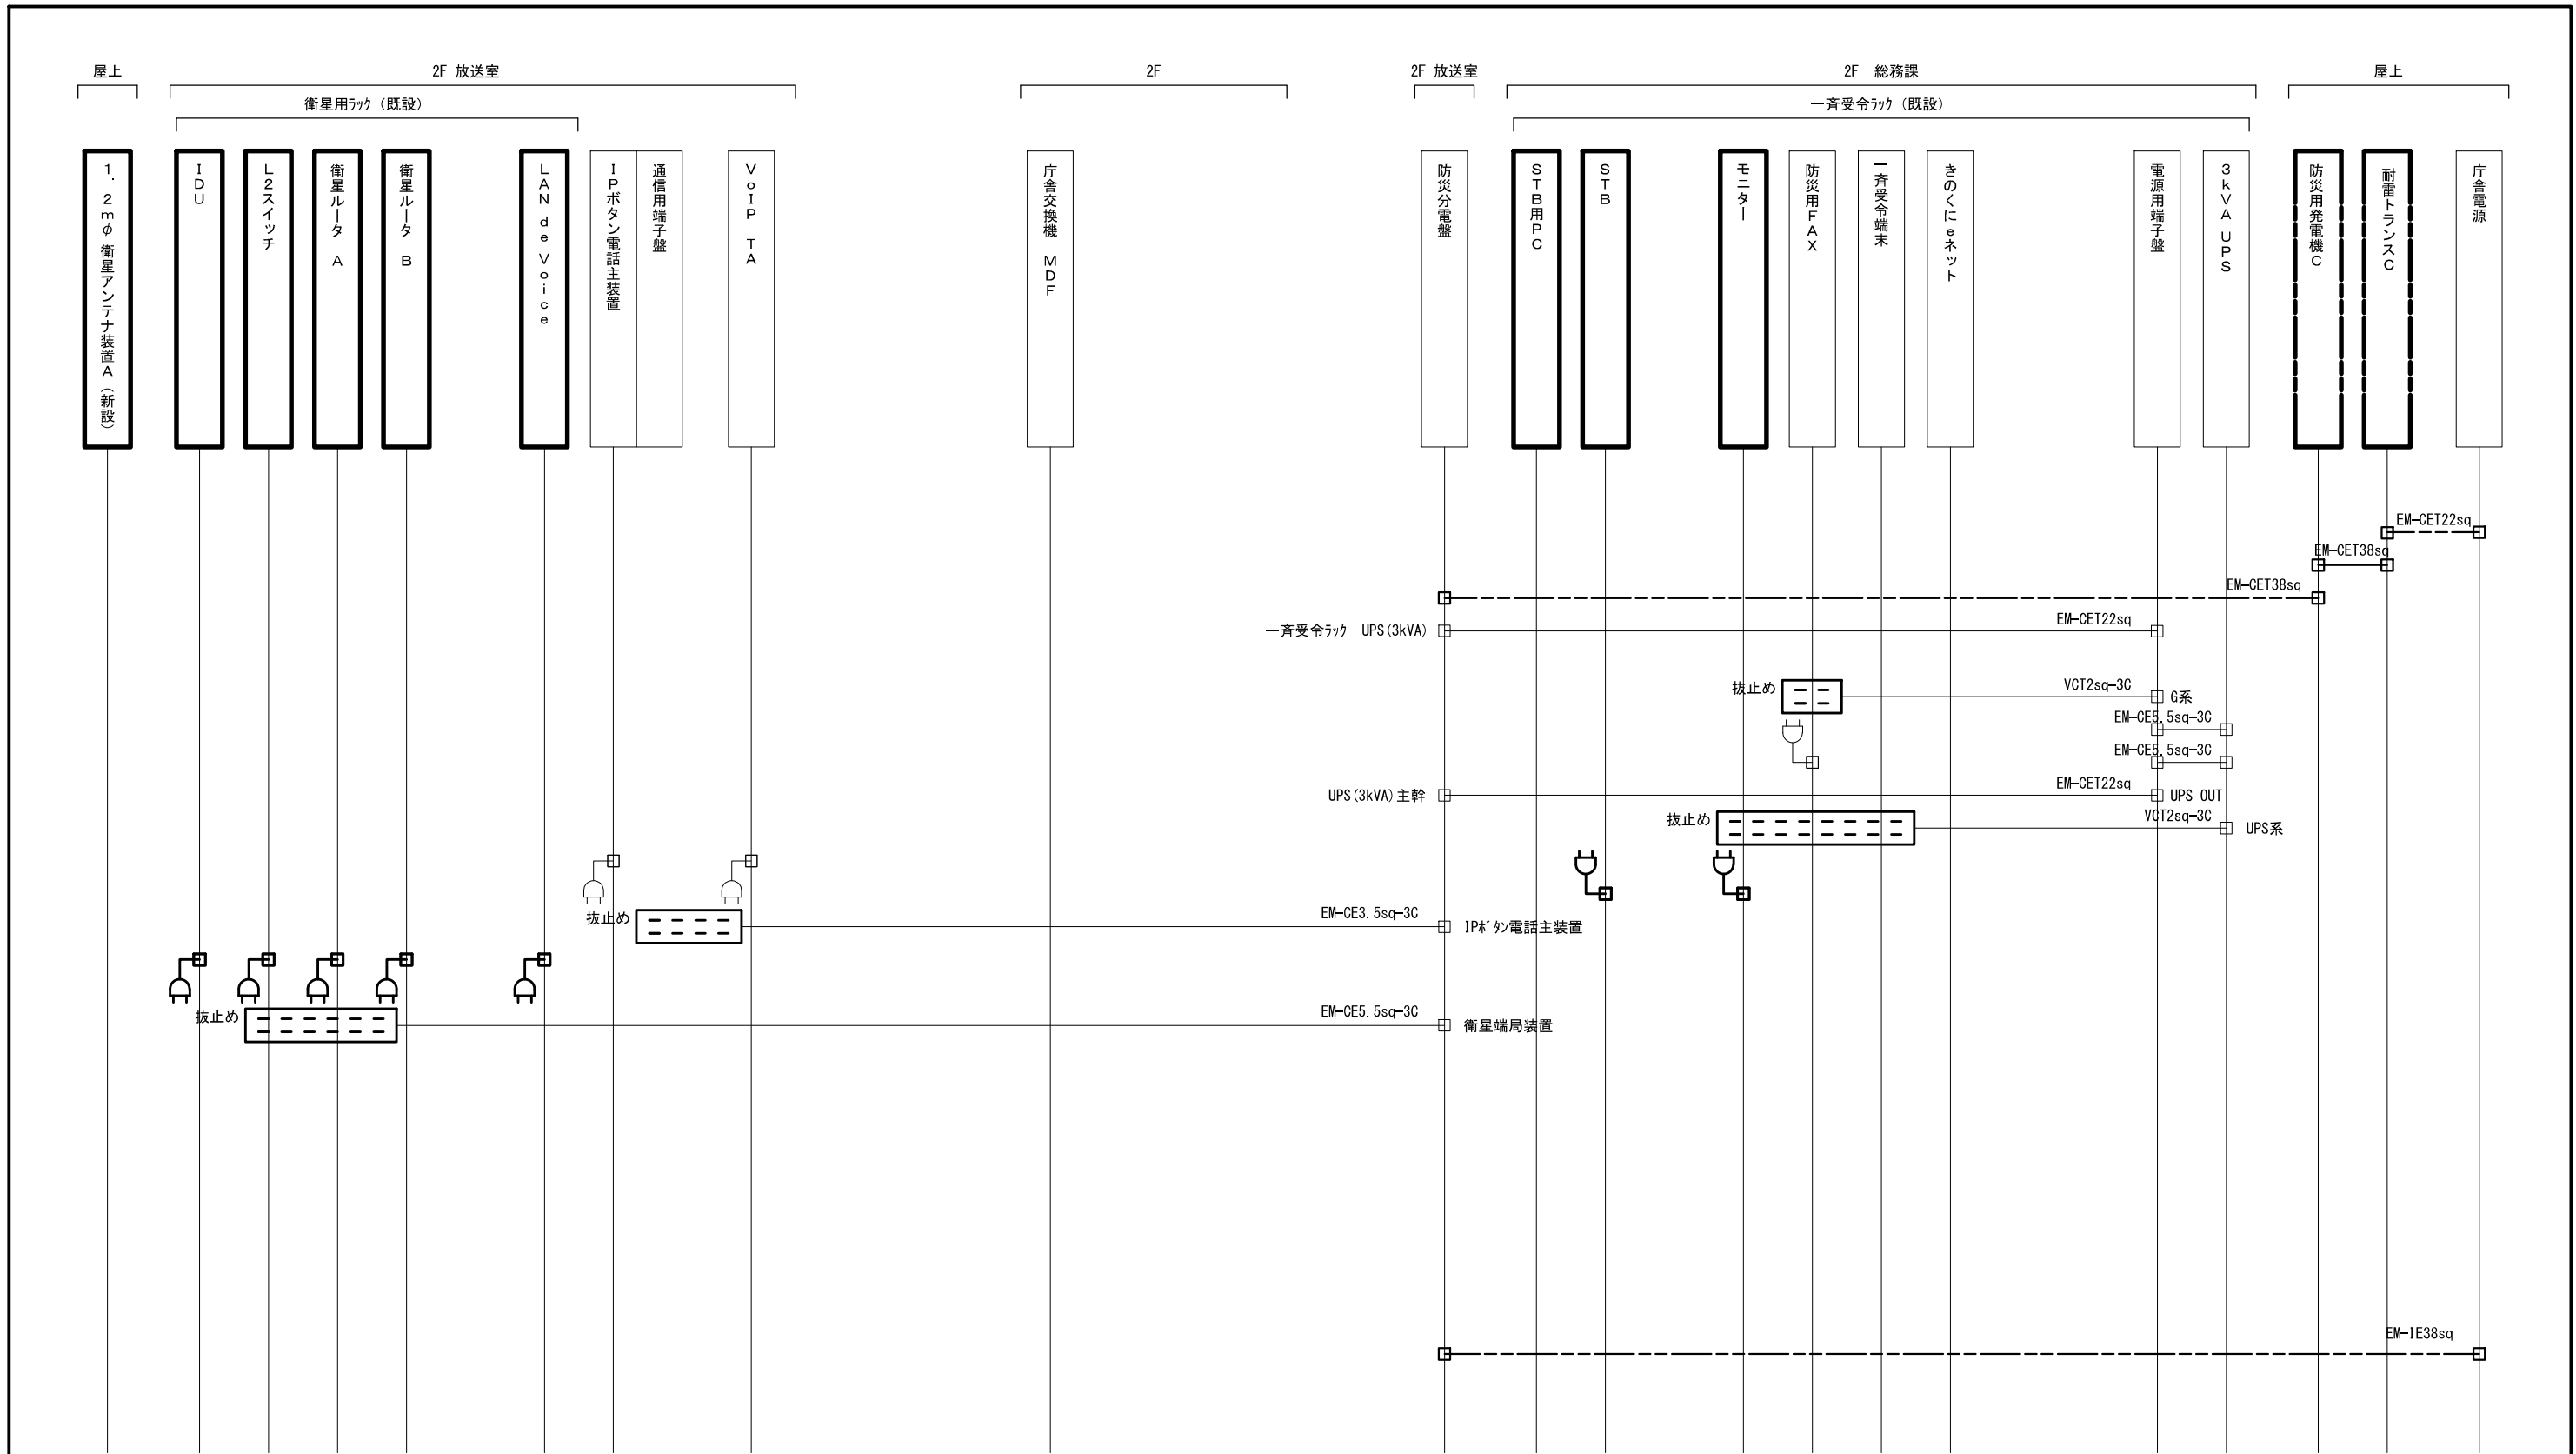 屋上
2F 放送室
2F
2F 放送室
2F 総務課
屋上
衛星用ﾗｯｸ（既設）
一斉受令ﾗｯｸ（既設）
１．２ｍφ 衛星アンテナ装置Ａ（新設）
ＩＤＵ
Ｌ２スイッチ
衛星ルータ Ａ
衛星ルータ Ｂ
ＬＡＮ ｄｅ Ｖｏｉｃｅ
ＩＰボタン電話主装置
通信用端子盤
ＶｏＩＰ ＴＡ
庁舎交換機 ＭＤＦ
防災分電盤
ＳＴＢ用ＰＣ
ＳＴＢ
モニター
防災用ＦＡＸ
一斉受令端末
きのくにｅネット
電源用端子盤
３ｋＶＡ ＵＰＳ
防災用発電機Ｃ
耐雷トランスＣ
庁舎電源
EM-CET22sq
EM-CET38sq
EM-CET38sq
一斉受令ﾗｯｸ UPS(3kVA)
EM-CET22sq
抜止め
VCT2sq-3C
G系
EM-CE5.5sq-3C
EM-CE5.5sq-3C
UPS(3kVA)主幹
EM-CET22sq
UPS OUT
抜止め
VCT2sq-3C
UPS系
抜止め
EM-CE3.5sq-3C
IPﾎﾞﾀﾝ電話主装置
抜止め
EM-CE5.5sq-3C
衛星端局装置
EM-IE38sq